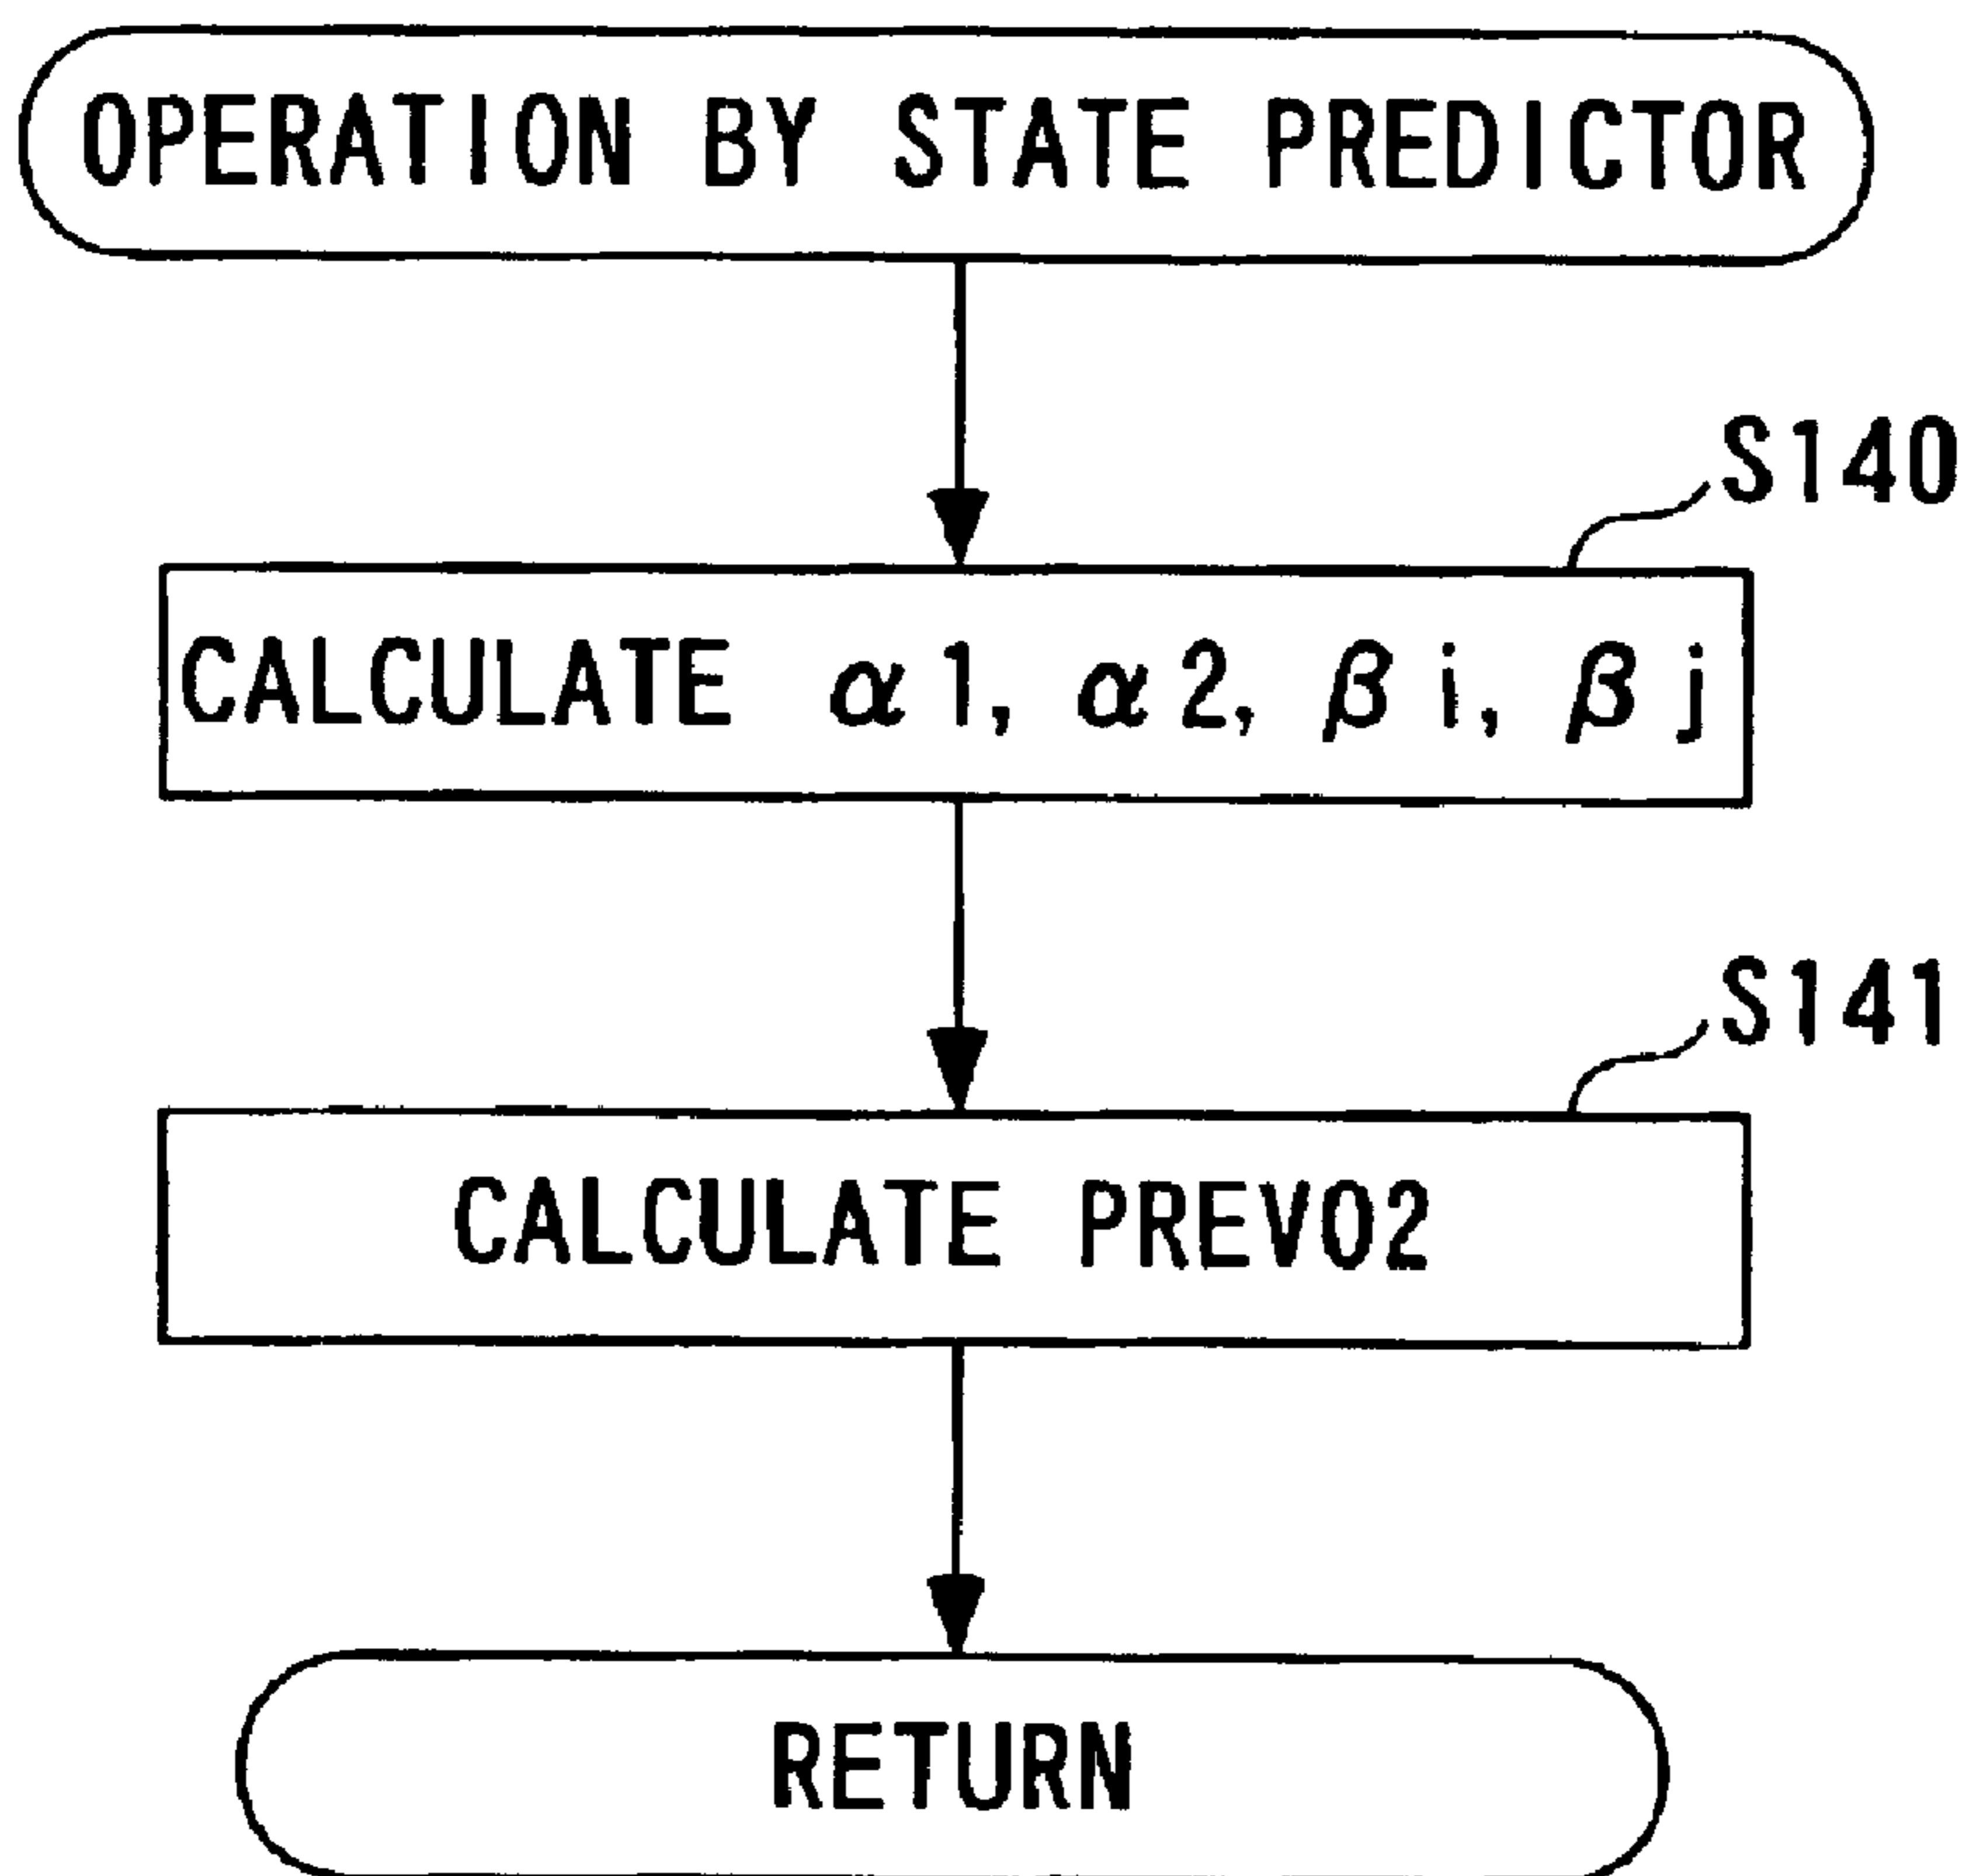 OPERATION BY STATE PREDICTOR
S140
CALCULATE α1, α2, βi, βj
S141
CALCULATE PREVO2
RETURN